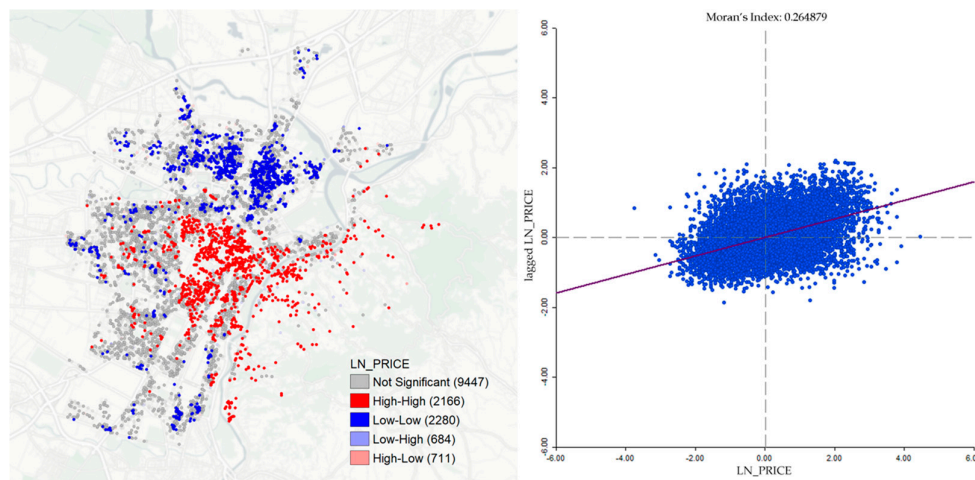 LN_PRICE
Not Significant (9447)
High-High (2166)
Low-Low (2280)
Low-High (684)
High-Low (711)
Moran's Index: 0.264879
6.00
4.00
2.00
0.00
-2.00
-4.00
-6.00
lagged LN_PRICE
-6.00
-4.00
-2.00
0.00
2.00
4.00
6.0
LN_PRICE